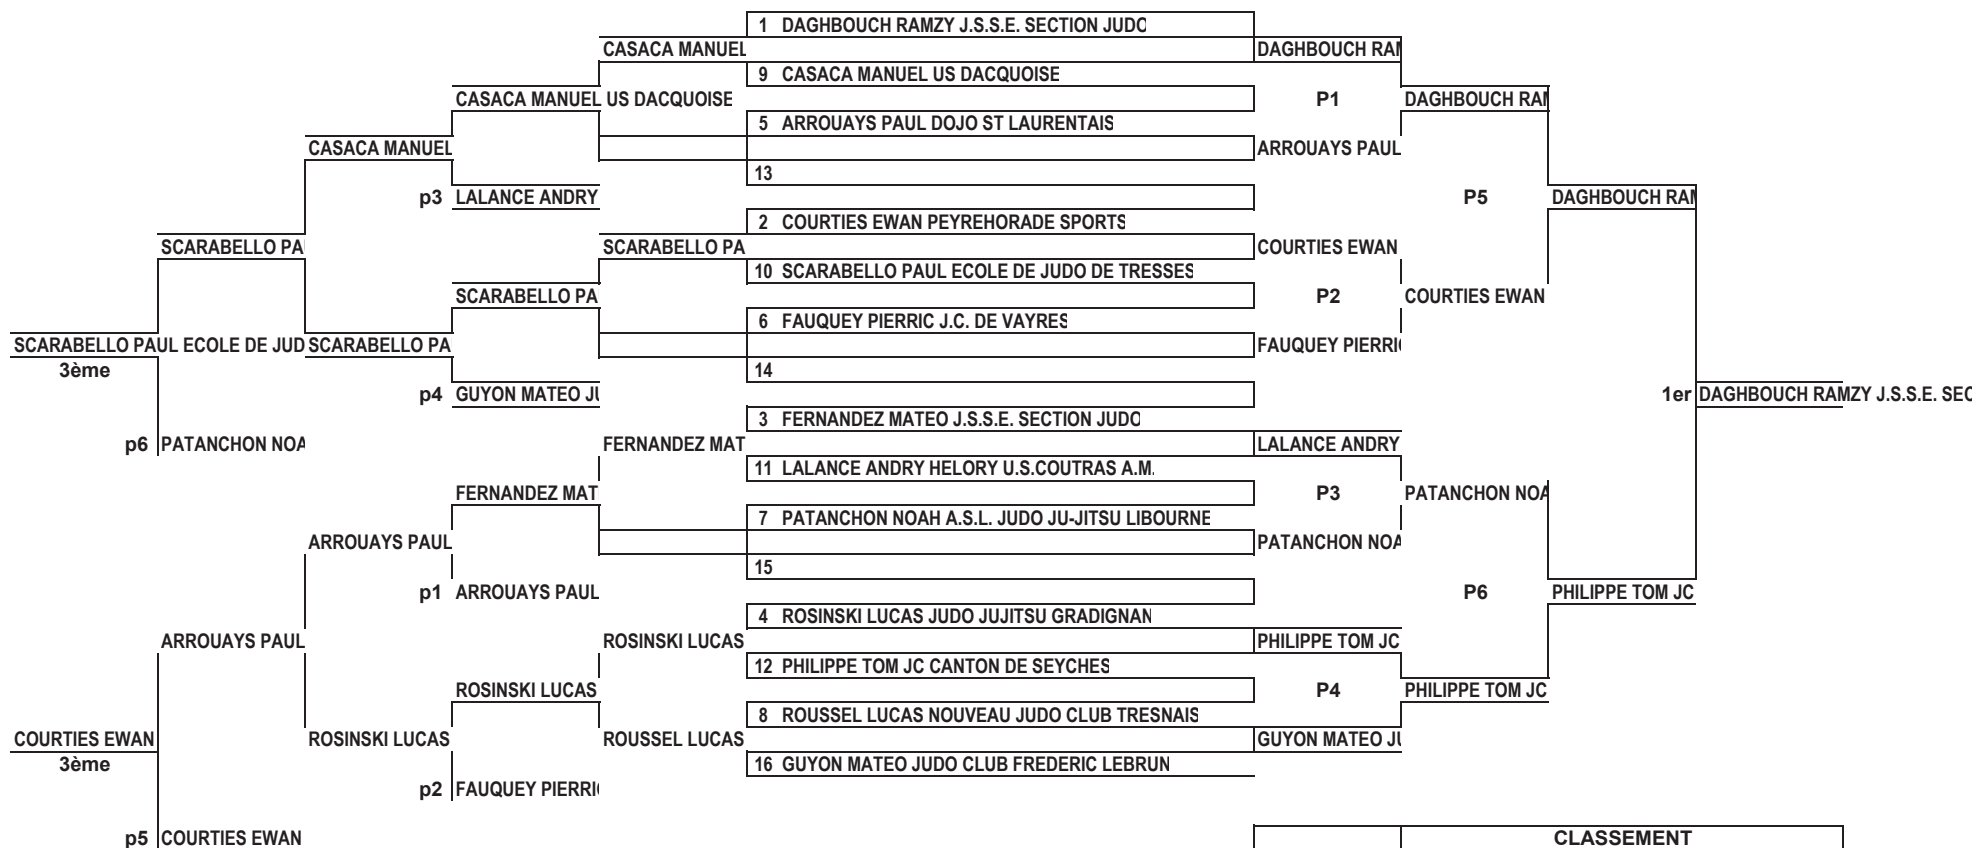 1 DAGHBOUCH RAMZY J.S.S.E. SECTION JUDO
CASACA MANUEL DAGHBOUCH RAM
9 CASACA MANUEL US DACQUOISE
CASACA MANUEL US DACQUOISE P1 DAGHBOUCH RAM
5 ARROUAYS PAUL DOJO ST LAURENTAIS
CASACA MANUEL ARROUAYS PAUL
13
p3 LALANCE ANDRY P5 DAGHBOUCH RAM
2 COURTIES EWAN PEYREHORADE SPORTS
SCARABELLO PA SCARABELLO PA COURTIES EWAN
10 SCARABELLO PAUL ECOLE DE JUDO DE TRESSES
SCARABELLO PA P2 COURTIES EWAN
6 FAUQUEY PIERRIC J.C. DE VAYRES
SCARABELLO PAUL ECOLE DE JUD SCARABELLO PA FAUQUEY PIERRIC
3ème 14
p4 GUYON MATEO JU 1er DAGHBOUCH RAMZY J.S.S.E. SEC
3 FERNANDEZ MATEO J.S.S.E. SECTION JUDO
p6 PATANCHON NOA FERNANDEZ MAT LALANCE ANDRY
11 LALANCE ANDRY HELORY U.S.COUTRAS A.M.
FERNANDEZ MAT P3 PATANCHON NOA
7 PATANCHON NOAH A.S.L. JUDO JU-JITSU LIBOURNE
ARROUAYS PAUL PATANCHON NOA
15
p1 ARROUAYS PAUL P6 PHILIPPE TOM JC
4 ROSINSKI LUCAS JUDO JUJITSU GRADIGNAN
ARROUAYS PAUL ROSINSKI LUCAS PHILIPPE TOM JC
12 PHILIPPE TOM JC CANTON DE SEYCHES
ROSINSKI LUCAS P4 PHILIPPE TOM JC
8 ROUSSEL LUCAS NOUVEAU JUDO CLUB TRESNAIS
COURTIES EWAN ROSINSKI LUCAS ROUSSEL LUCAS GUYON MATEO JU
3ème 16 GUYON MATEO JUDO CLUB FREDERIC LEBRUN
p2 FAUQUEY PIERRIC
p5 COURTIES EWAN CLASSEMENT